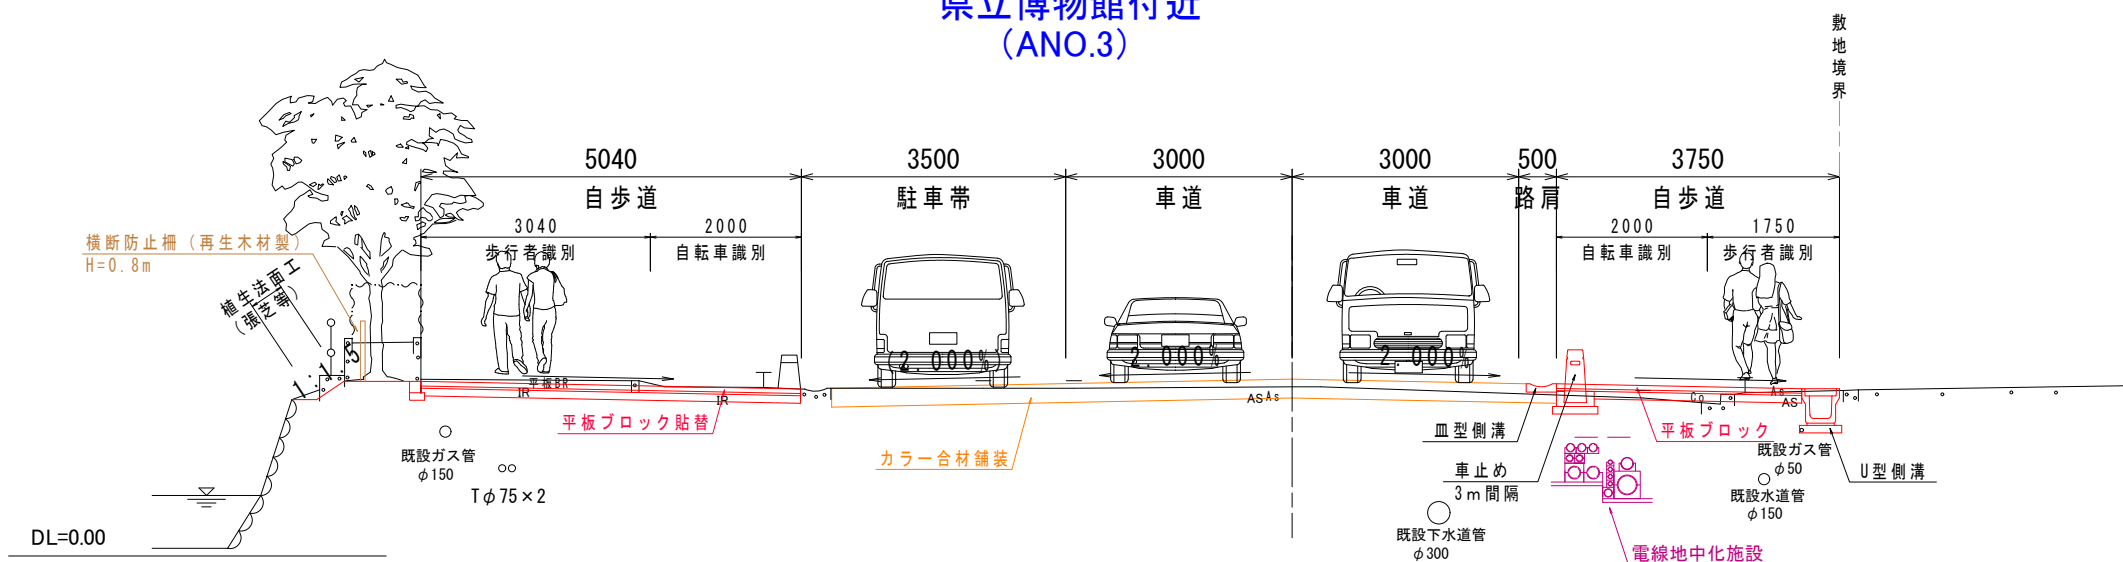 県立博物館付近
(ANO.3)
敷地境界
5040
3500
3000
3000
500
3750
自歩道
駐車帯
車道
車道
路肩
自歩道
3040
2000
2000
1750
歩行者識別
自転車識別
自転車識別
歩行者識別
横断防止柵（再生木材製）
H=0.8m
植生法面工
（張芝等）
1:1.5
(2.000%)
2.000%
2.000%
平板BR
IR
IR
AS
As
Co
As
AS
平板ブロック貼替
カラー合材舗装
皿型側溝
平板ブロック
既設ガス管
φ150
Tφ75×2
車止め
3m間隔
既設ガス管
φ50
U型側溝
既設水道管
φ150
既設下水道管
φ300
電線地中化施設
DL=0.00